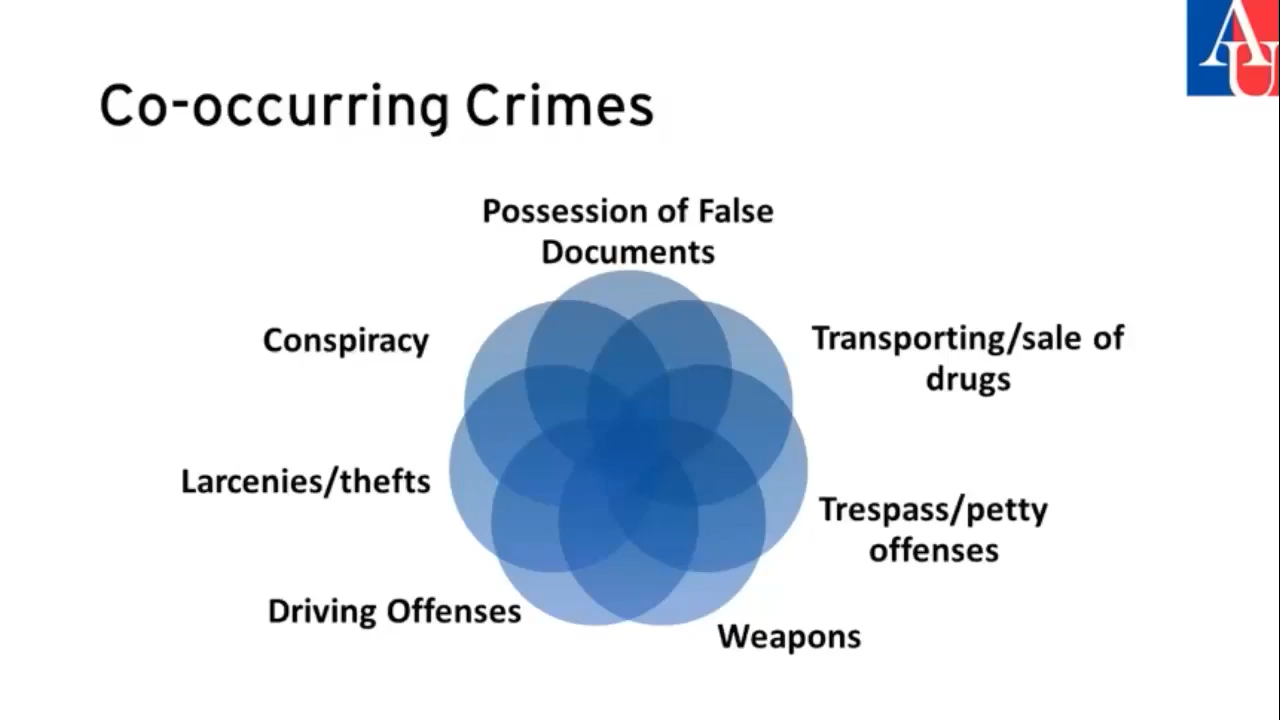 AU
Co-occurring Crimes
Possession of False
Documents
Conspiracy
Transporting/sale of
drugs
Larcenies/thefts
Trespass/petty
offenses
Driving Offenses
Weapons